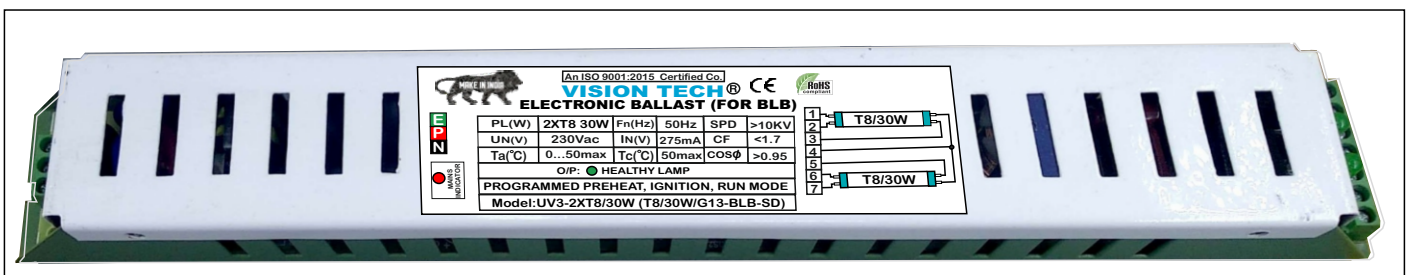 MAKE IN INDIA
An ISO 9001:2015 Certified Co.
VISION TECH® CE
RoHS
compliant
ELECTRONIC BALLAST (FOR BLB)
E
P
N
MAINS
INDICATOR
PL(W) 2XT8 30W Fn(Hz) 50Hz SPD >10KV
UN(V) 230Vac IN(V) 275mA CF <1.7
Ta(°C) 0...50max Tc(°C) 50max COSϕ >0.95
O/P: HEALTHY LAMP
PROGRAMMED PREHEAT, IGNITION, RUN MODE
Model:UV3-2XT8/30W (T8/30W/G13-BLB-SD)
1
2
3
4
5
6
7
T8/30W
T8/30W